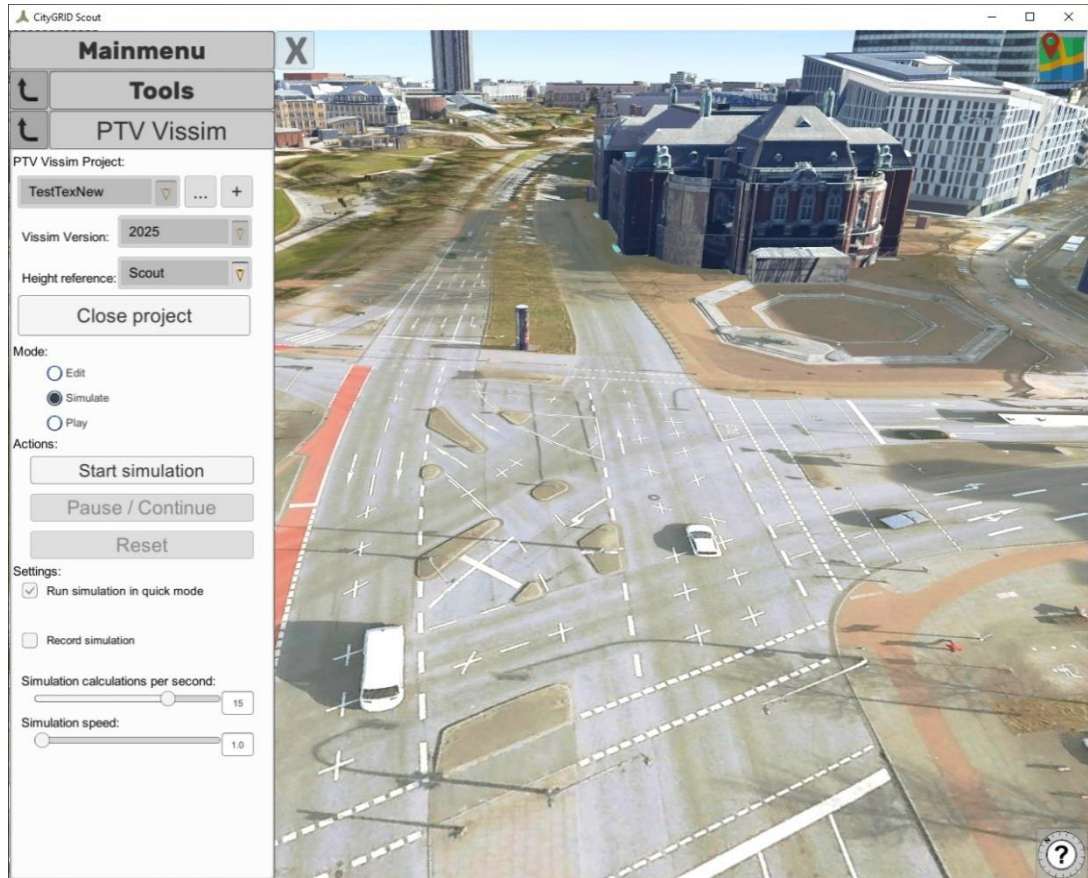 CityGRID Scout
Mainmenu
X
Tools
PTV Vissim
PTV Vissim Project:
TestTexNew
...
+
Vissim Version:
2025
Height reference:
Scout
Close project
Mode:
Edit
Simulate
Play
Actions:
Start simulation
Pause / Continue
Reset
Settings:
Run simulation in quick mode
Record simulation
Simulation calculations per second:
15
Simulation speed:
1.0
?